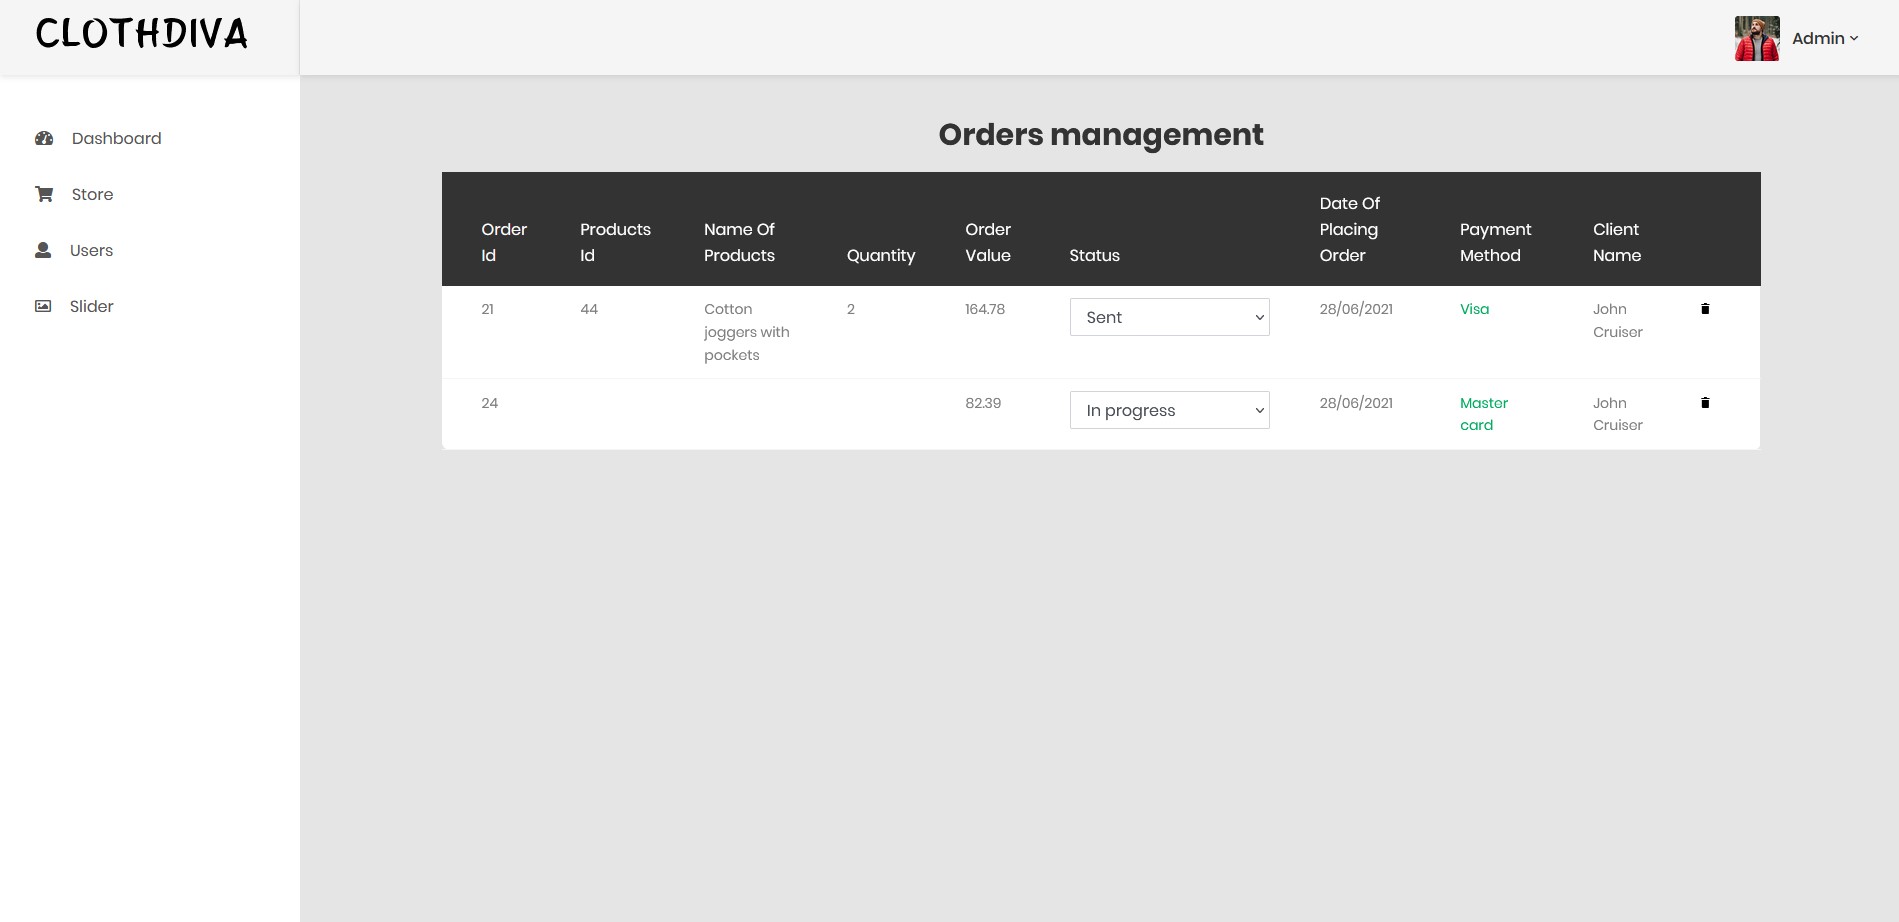 CLOTHDIVA
Admin
Dashboard
Store
Users
Slider
Orders management
Order
Id
Products
Id
Name Of
Products
Quantity
Order
Value
Status
Date Of
Placing
Order
Payment
Method
Client
Name
21
44
Cotton
joggers with
pockets
2
164.78
Sent
28/06/2021
Visa
John
Cruiser
24
82.39
In progress
28/06/2021
Master
card
John
Cruiser